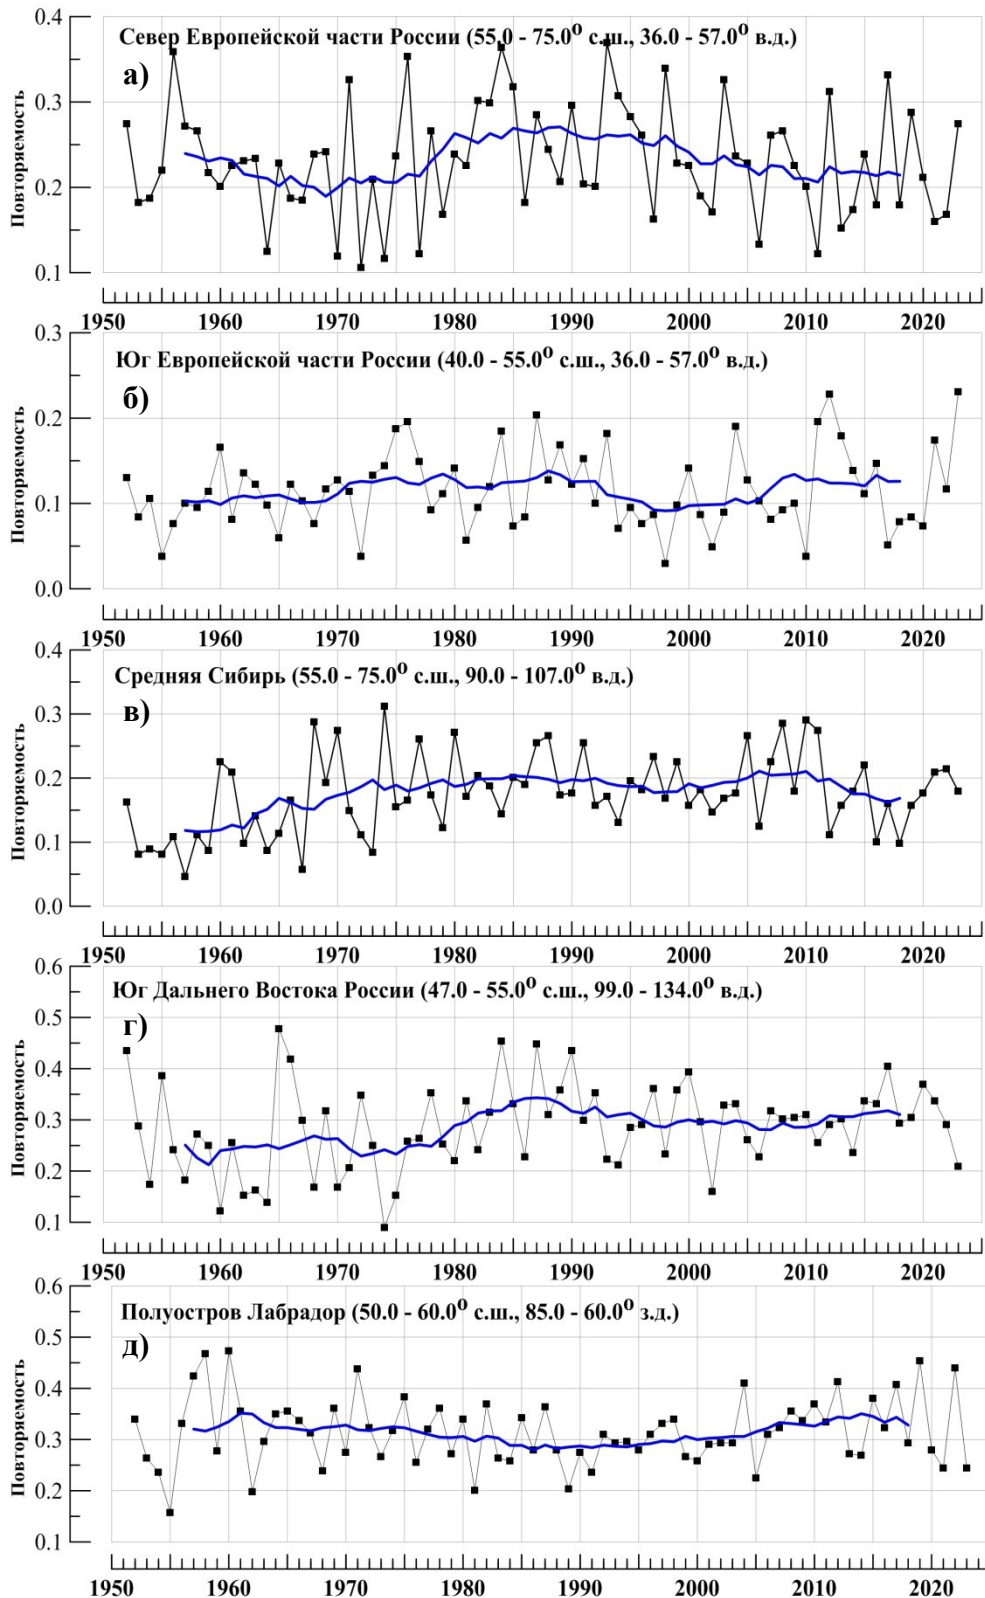 Север Европейской части России (55.0 - 75.0⁰ с.ш., 36.0 - 57.0⁰ в.д.)
а)
Повторяемость
0.4
0.3
0.2
0.1
1950 1960 1970 1980 1990 2000 2010 2020
Юг Европейской части России (40.0 - 55.0⁰ с.ш., 36.0 - 57.0⁰ в.д.)
б)
Повторяемость
0.3
0.2
0.1
0.0
1950 1960 1970 1980 1990 2000 2010 2020
Средняя Сибирь (55.0 - 75.0⁰ с.ш., 90.0 - 107.0⁰ в.д.)
в)
Повторяемость
0.4
0.3
0.2
0.1
0.0
1950 1960 1970 1980 1990 2000 2010 2020
Юг Дальнего Востока России (47.0 - 55.0⁰ с.ш., 99.0 - 134.0⁰ в.д.)
г)
Повторяемость
0.6
0.5
0.4
0.3
0.2
0.1
1950 1960 1970 1980 1990 2000 2010 2020
Полуостров Лабрадор (50.0 - 60.0⁰ с.ш., 85.0 - 60.0⁰ з.д.)
д)
Повторяемость
0.6
0.5
0.4
0.3
0.2
0.1
1950 1960 1970 1980 1990 2000 2010 2020